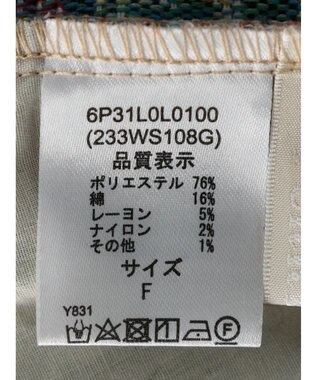 6P31L0L0100
(233WS108G)
品質表示
ポリエステル 76%
綿 16%
レーヨン 5%
ナイロン 2%
その他 1%
サイズ
F
Y831